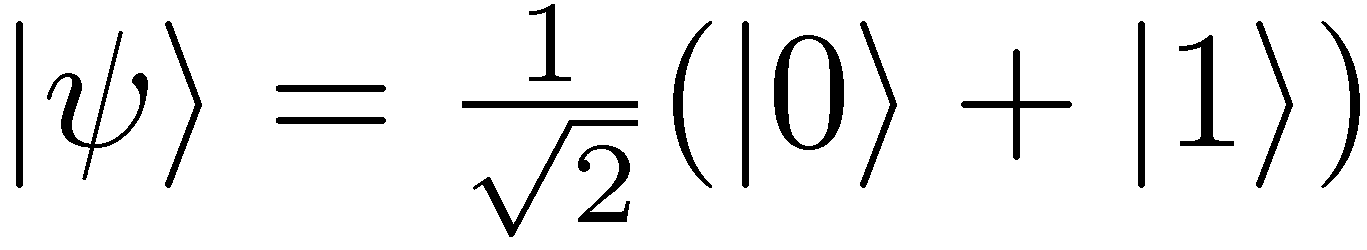 |ψ⟩ = 1/√2 (|0⟩ + |1⟩)